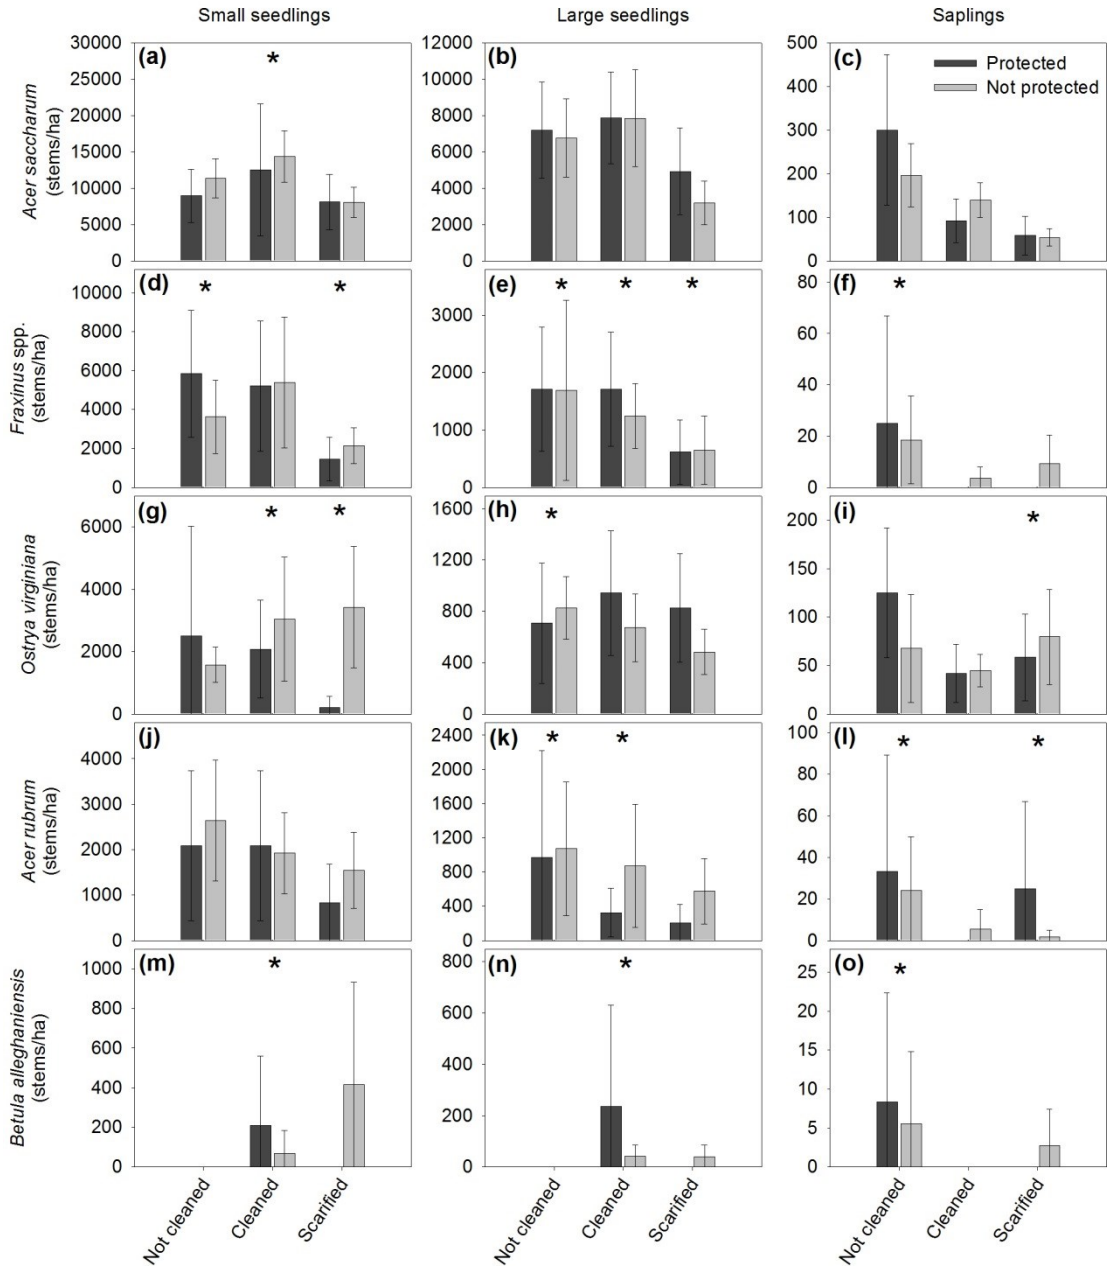 Small seedlings
Large seedlings
Saplings
Acer saccharum
(stems/ha)
30000
25000
20000
15000
10000
5000
0
(a)
*
12000
10000
8000
6000
4000
2000
0
(b)
500
400
300
200
100
0
(c)
Protected
Not protected
Fraxinus spp.
(stems/ha)
10000
8000
6000
4000
2000
0
(d)
*
*
3000
2000
1000
0
(e)
*
*
*
80
60
40
20
0
(f)
*
Ostrya virginiana
(stems/ha)
6000
4000
2000
0
(g)
*
*
1600
1200
800
400
0
(h)
*
200
150
100
50
0
(i)
*
Acer rubrum
(stems/ha)
4000
3000
2000
1000
0
(j)
2400
2000
1600
1200
800
400
0
(k)
*
*
100
80
60
40
20
0
(l)
*
*
Betula alleghaniensis
(stems/ha)
1000
800
600
400
200
0
(m)
*
800
600
400
200
0
(n)
*
25
20
15
10
5
0
(o)
*
Not cleaned
Cleaned
Scarified
Not cleaned
Cleaned
Scarified
Not cleaned
Cleaned
Scarified